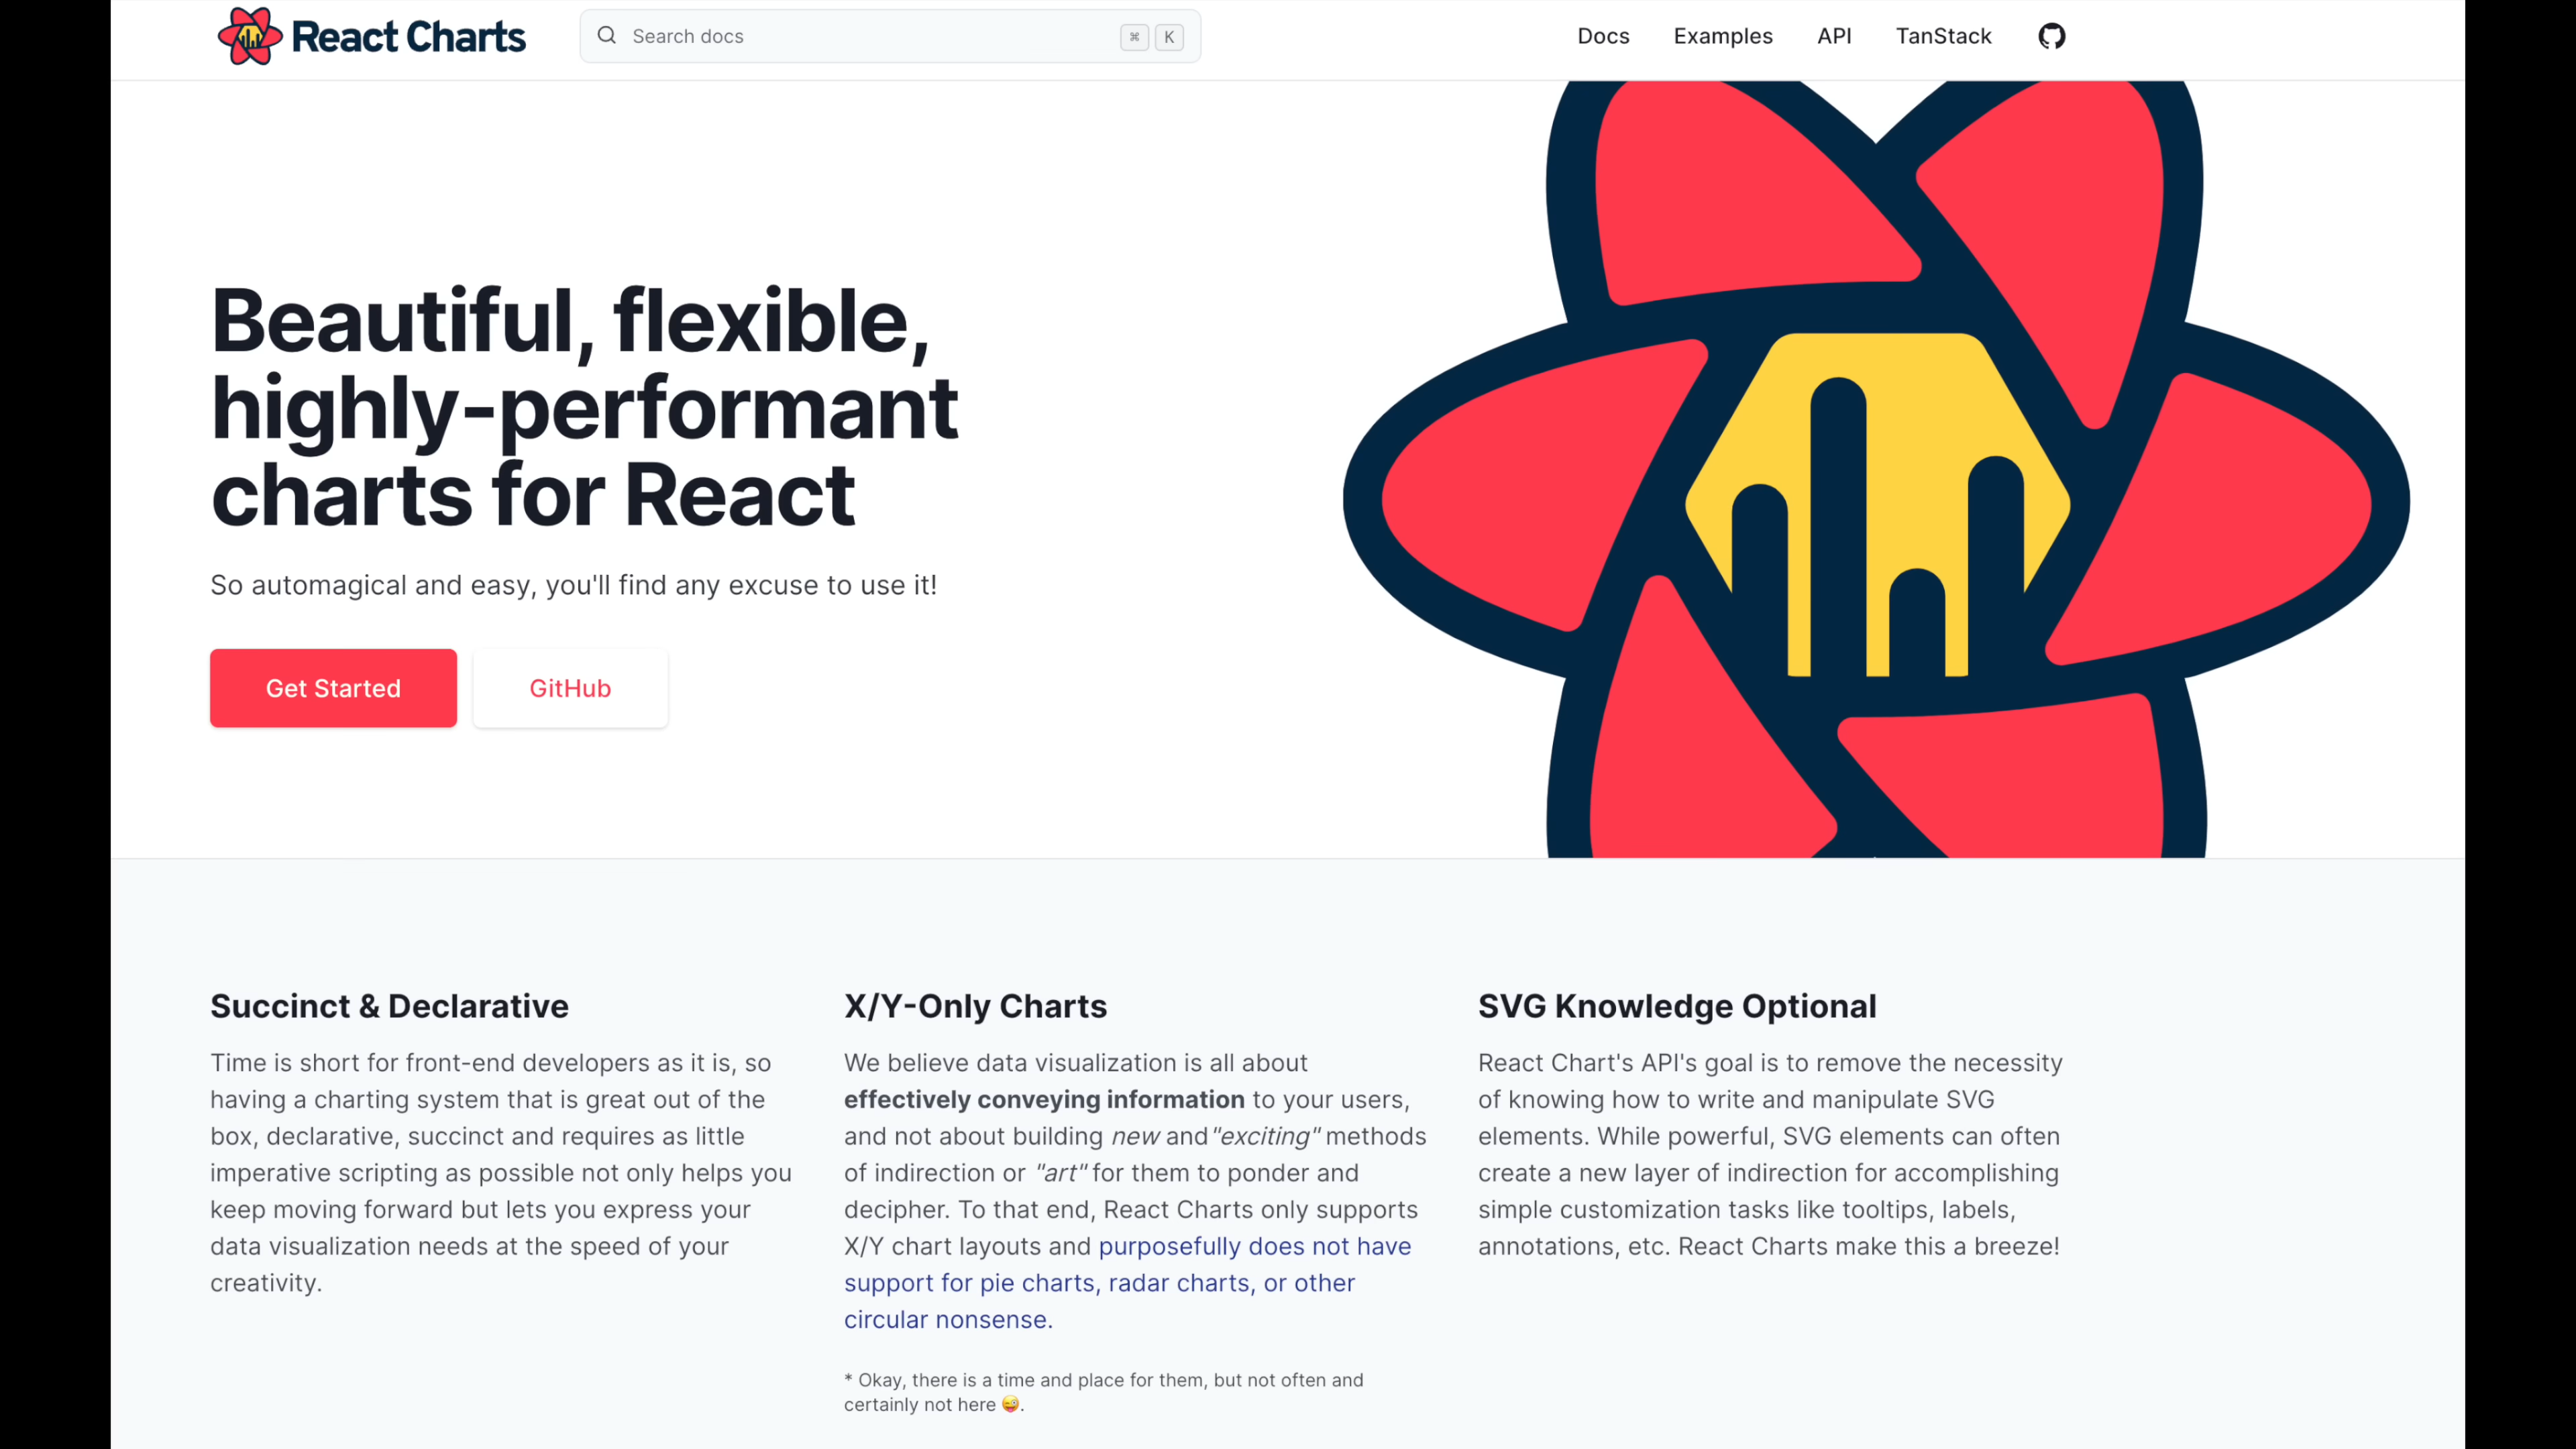 React Charts
Search docs
⌘ K
Docs Examples API TanStack
Beautiful, flexible,
highly-performant
charts for React
So automagical and easy, you'll find any excuse to use it!
Get Started
GitHub
Succinct & Declarative
Time is short for front-end developers as it is, so
having a charting system that is great out of the
box, declarative, succinct and requires as little
imperative scripting as possible not only helps you
keep moving forward but lets you express your
data visualization needs at the speed of your
creativity.
X/Y-Only Charts
We believe data visualization is all about
effectively conveying information to your users,
and not about building new and"exciting" methods
of indirection or "art" for them to ponder and
decipher. To that end, React Charts only supports
X/Y chart layouts and purposefully does not have
support for pie charts, radar charts, or other
circular nonsense.
* Okay, there is a time and place for them, but not often and
certainly not here 😜.
SVG Knowledge Optional
React Chart's API's goal is to remove the necessity
of knowing how to write and manipulate SVG
elements. While powerful, SVG elements can often
create a new layer of indirection for accomplishing
simple customization tasks like tooltips, labels,
annotations, etc. React Charts make this a breeze!